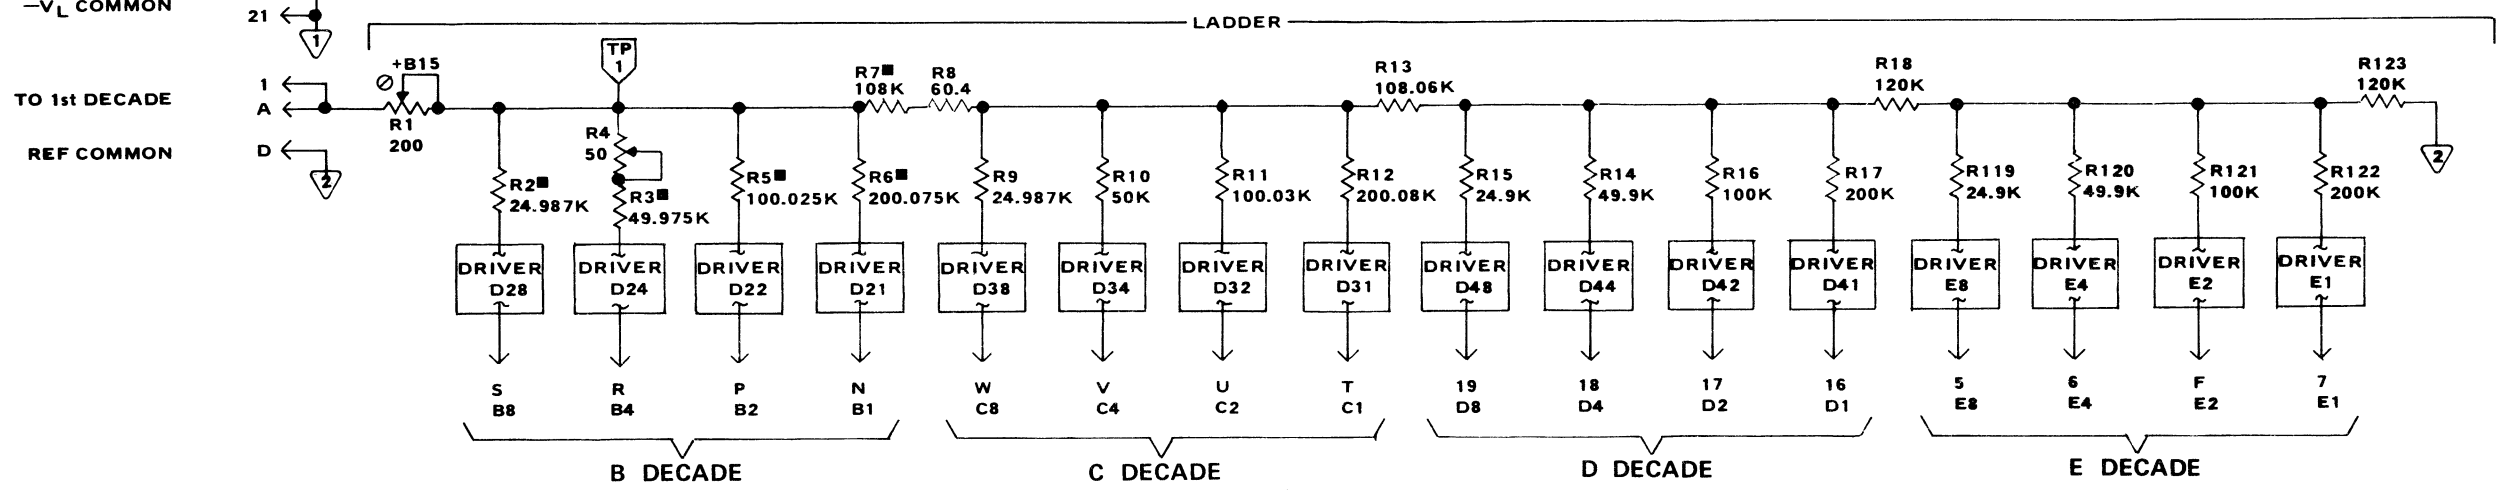 —VL COMMON
21
1
LADDER
TO 1st DECADE
1
A
REF COMMON
D
2
+B15
R1
200
TP
1
R2■
24.987K
R4
50
R3■
49.975K
R5■
100.025K
R6■
200.075K
R7■
108K
R8
60.4
R9
24.987K
R10
50K
R11
100.03K
R12
200.08K
R13
108.06K
R15
24.9K
R14
49.9K
R16
100K
R17
200K
R18
120K
R119
24.9K
R120
49.9K
R121
100K
R122
200K
R123
120K
2
DRIVER
D28
DRIVER
D24
DRIVER
D22
DRIVER
D21
DRIVER
D38
DRIVER
D34
DRIVER
D32
DRIVER
D31
DRIVER
D48
DRIVER
D44
DRIVER
D42
DRIVER
D41
DRIVER
E8
DRIVER
E4
DRIVER
E2
DRIVER
E1
S
B8
R
B4
P
B2
N
B1
W
C8
V
C4
U
C2
T
C1
19
D8
18
D4
17
D2
16
D1
5
E8
6
E4
F
E2
7
E1
B DECADE
C DECADE
D DECADE
E DECADE